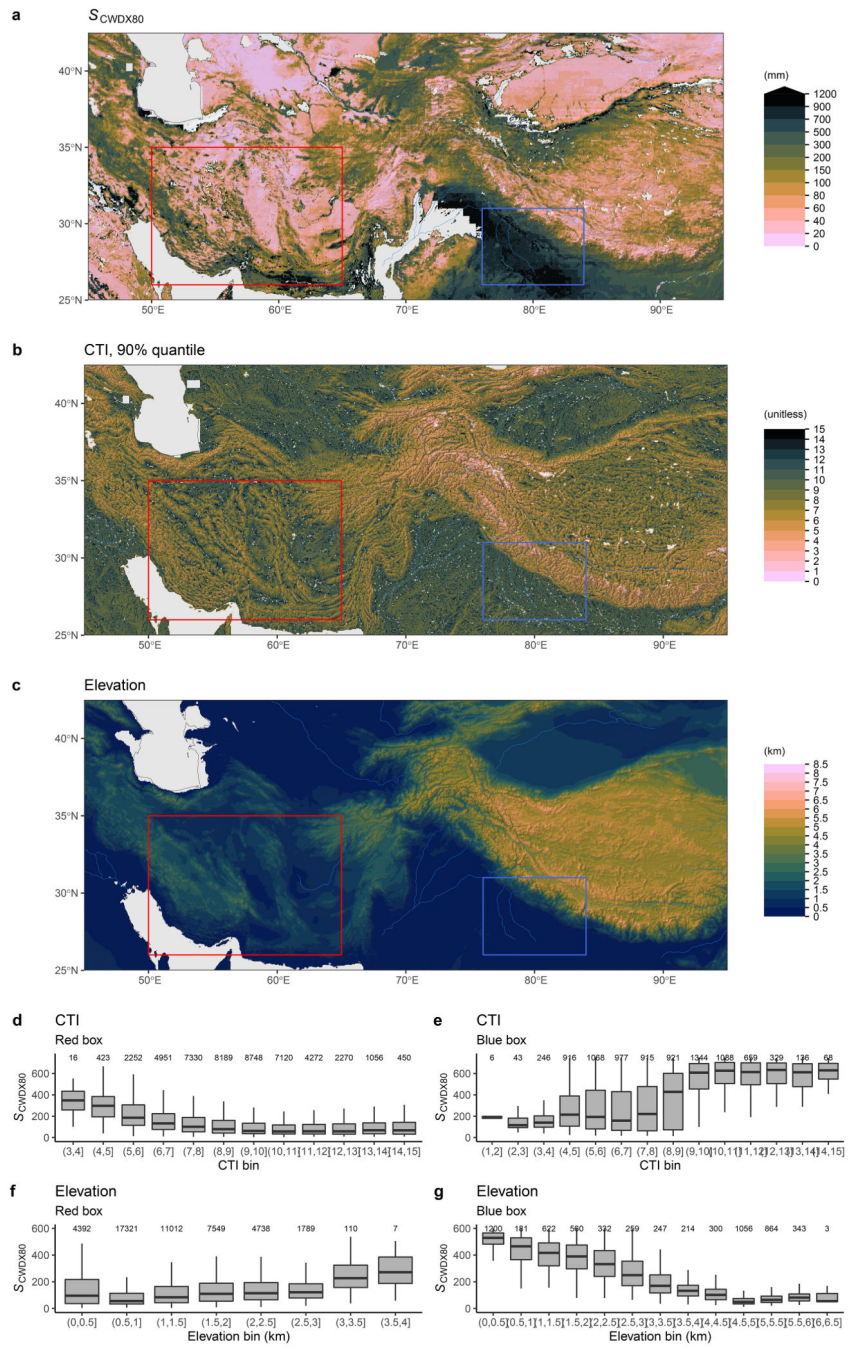 a S_CWDX80
40°N
35°N
30°N
25°N
50°E 60°E 70°E 80°E 90°E
(mm)
1200
900
700
500
300
200
150
100
80
60
40
20
0
b CTI, 90% quantile
40°N
35°N
30°N
25°N
50°E 60°E 70°E 80°E 90°E
(unitless)
15
14
13
12
11
10
9
8
7
6
5
4
3
2
1
0
c Elevation
40°N
35°N
30°N
25°N
50°E 60°E 70°E 80°E 90°E
(km)
8.5
8
7.5
7
6.5
6
5.5
5
4.5
4
3.5
3
2.5
2
1.5
1
0.5
0
d CTI
Red box
16 423 2252 4951 7330 8189 8748 7120 4272 2270 1056 450
S_CWDX80
600
400
200
0
(3,4] (4,5] (5,6] (6,7] (7,8] (8,9] (9,10] (10,11] (11,12] (12,13] (13,14] (14,15]
CTI bin
e CTI
Blue box
6 43 246 916 1068 977 915 921 1344 1088 659 329 136 68
S_CWDX80
600
400
200
0
(1,2] (2,3] (3,4] (4,5] (5,6] (6,7] (7,8] (8,9] (9,10] (10,11] (11,12] (12,13] (13,14] (14,15]
CTI bin
f Elevation
Red box
4392 17321 11012 7549 4738 1789 110 7
S_CWDX80
600
400
200
0
(0,0.5] (0.5,1] (1,1.5] (1.5,2] (2,2.5] (2.5,3] (3,3.5] (3.5,4]
Elevation bin (km)
g Elevation
Blue box
1200 181 622 560 332 259 247 214 300 1056 864 343 3
S_CWDX80
600
400
200
0
(0,0.5] (0.5,1] (1,1.5] (1.5,2] (2,2.5] (2.5,3] (3,3.5] (3.5,4] (4,4.5] (4.5,5] (5,5.5] (5.5,6] (6,6.5]
Elevation bin (km)